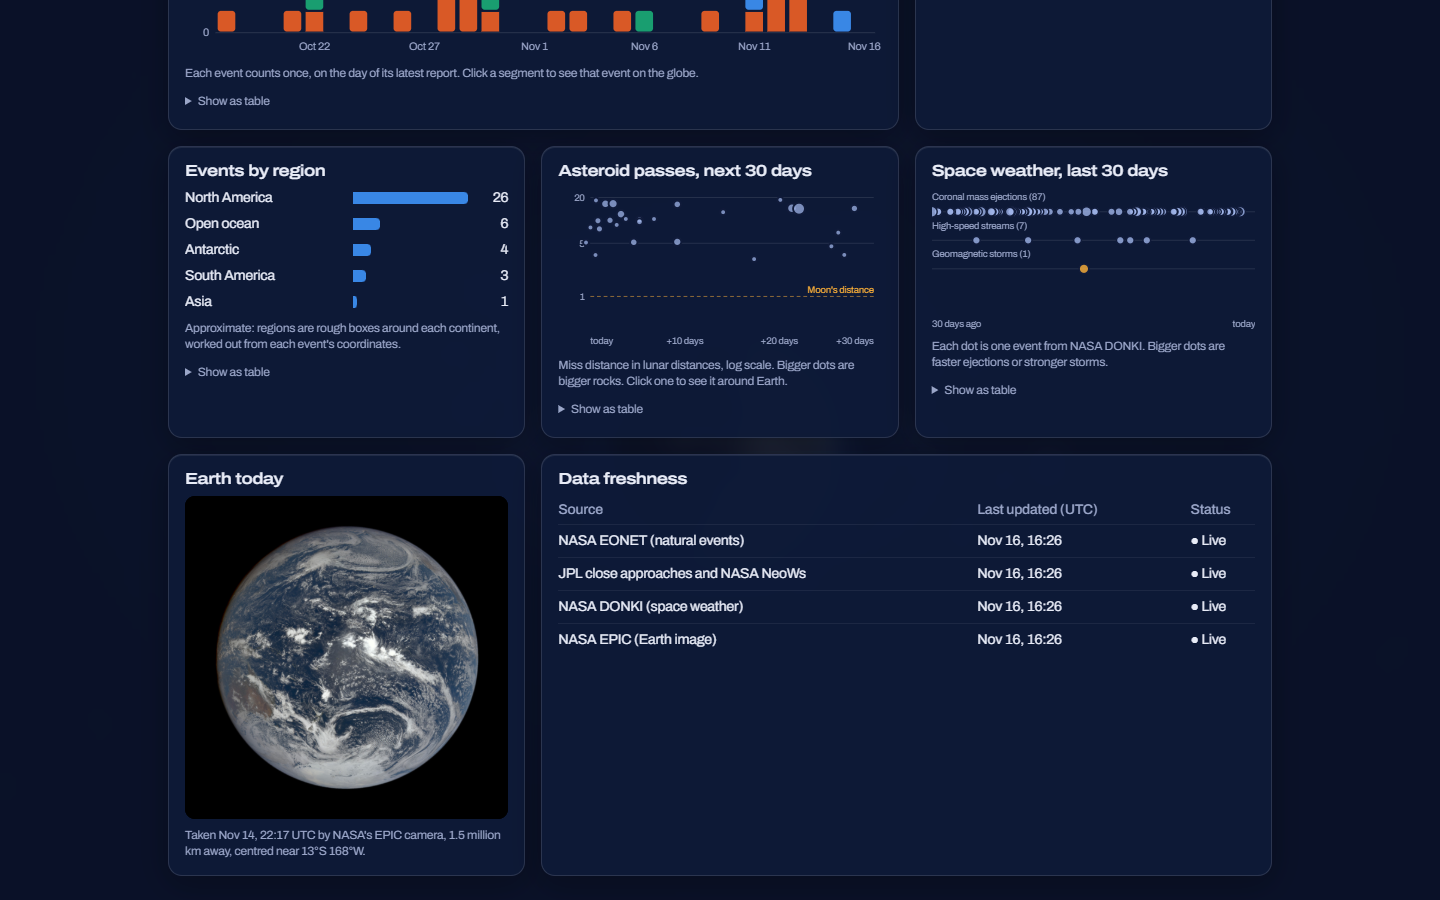 0
Oct 22 Oct 27 Nov 1 Nov 6 Nov 11 Nov 16
Each event counts once, on the day of its latest report. Click a segment to see that event on the globe.
Show as table
Events by region
North America 26
Open ocean 6
Antarctic 4
South America 3
Asia 1
Approximate: regions are rough boxes around each continent,
worked out from each event's coordinates.
Show as table
Asteroid passes, next 30 days
20
5
Moon's distance
1
today +10 days +20 days +30 days
Miss distance in lunar distances, log scale. Bigger dots are
bigger rocks. Click one to see it around Earth.
Show as table
Space weather, last 30 days
Coronal mass ejections (87)
High-speed streams (7)
Geomagnetic storms (1)
30 days ago today
Each dot is one event from NASA DONKI. Bigger dots are
faster ejections or stronger storms.
Show as table
Earth today
Taken Nov 14, 22:17 UTC by NASA's EPIC camera, 1.5 million
km away, centred near 13°S 168°W.
Data freshness
Source Last updated (UTC) Status
NASA EONET (natural events) Nov 16, 16:26 Live
JPL close approaches and NASA NeoWs Nov 16, 16:26 Live
NASA DONKI (space weather) Nov 16, 16:26 Live
NASA EPIC (Earth image) Nov 16, 16:26 Live